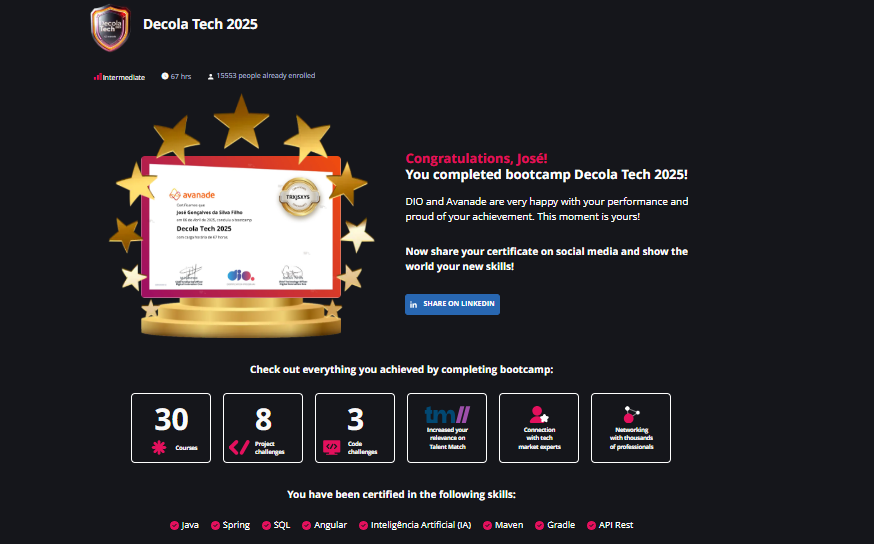 Decola Tech
Decola Tech 2025
Intermediate
67 hrs
15553 people already enrolled
avanade
TRXJSXYS
Certificamos que
José Gonçalves da Silva Filho
em 06 de Abril de 2025, concluiu o bootcamp
Decola Tech 2025
com carga horária de 67 horas
dio.
Congratulations, José!
You completed bootcamp Decola Tech 2025!
DIO and Avanade are very happy with your performance and
proud of your achievement. This moment is yours!
Now share your certificate on social media and show the
world your new skills!
in SHARE ON LINKEDIN
Check out everything you achieved by completing bootcamp:
30
Courses
8
Project
challenges
3
Code
challenges
tm//
Increased your
relevance on
Talent Match
Connection
with tech
market experts
Networking
with thousands
of professionals
You have been certified in the following skills:
Java Spring SQL Angular Inteligência Artificial (IA) Maven Gradle API Rest